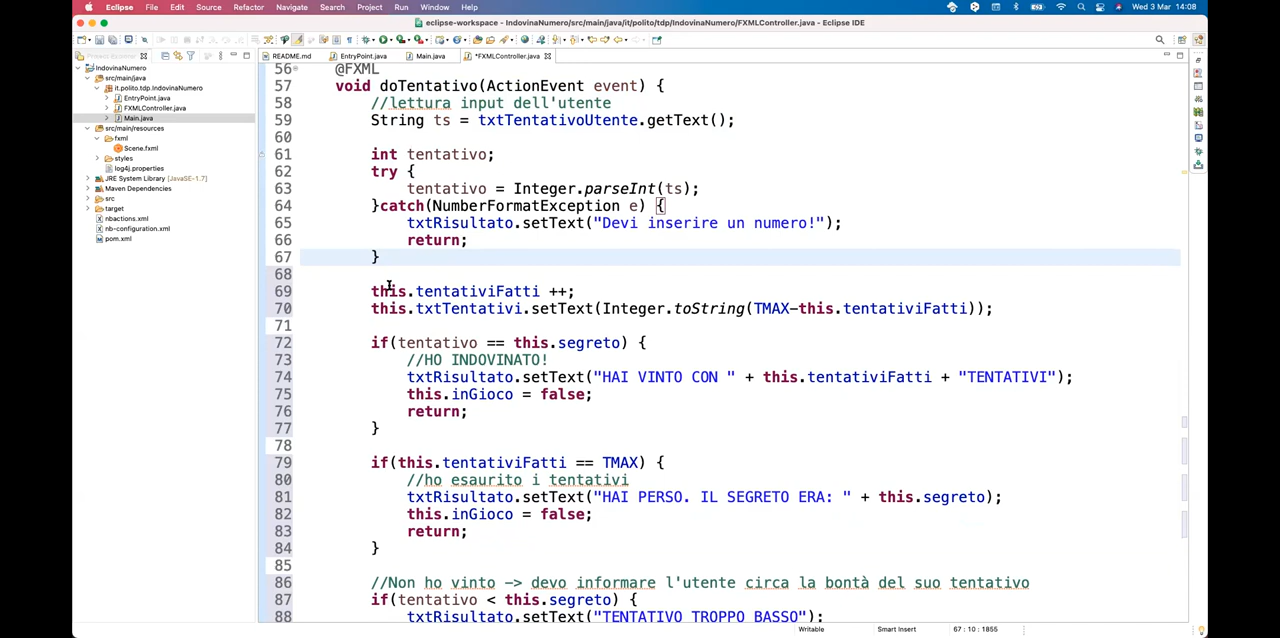 Eclipse File Edit Source Refactor Navigate Search Project Run Window Help Wed 3 Mar 14:08
eclipse-workspace - IndovinaNumero/src/main/java/it/polito/tdp/IndovinaNumero/FXMLController.java - Eclipse IDE
Project Explorer
README.md EntryPoint.java Main.java *FXMLController.java
IndovinaNumero
src/main/java
it.polito.tdp.IndovinaNumero
EntryPoint.java
FXMLController.java
Main.java
src/main/resources
fxml
Scene.fxml
styles
log4j.properties
JRE System Library [JavaSE-1.7]
Maven Dependencies
src
target
nbactions.xml
nb-configuration.xml
pom.xml
56 @FXML
57 void doTentativo(ActionEvent event) {
58 //lettura input dell'utente
59 String ts = txtTentativoUtente.getText();
60
61 int tentativo;
62 try {
63 tentativo = Integer.parseInt(ts);
64 }catch(NumberFormatException e) {
65 txtRisultato.setText("Devi inserire un numero!");
66 return;
67 }
68
69 this.tentativiFatti ++;
70 this.txtTentativi.setText(Integer.toString(TMAX-this.tentativiFatti));
71
72 if(tentativo == this.segreto) {
73 //HO INDOVINATO!
74 txtRisultato.setText("HAI VINTO CON " + this.tentativiFatti + "TENTATIVI");
75 this.inGioco = false;
76 return;
77 }
78
79 if(this.tentativiFatti == TMAX) {
80 //ho esaurito i tentativi
81 txtRisultato.setText("HAI PERSO. IL SEGRETO ERA: " + this.segreto);
82 this.inGioco = false;
83 return;
84 }
85
86 //Non ho vinto -> devo informare l'utente circa la bontà del suo tentativo
87 if(tentativo < this.segreto) {
88 txtRisultato.setText("TENTATIVO TROPPO BASSO");
Writable Smart Insert 67 : 10 : 1855